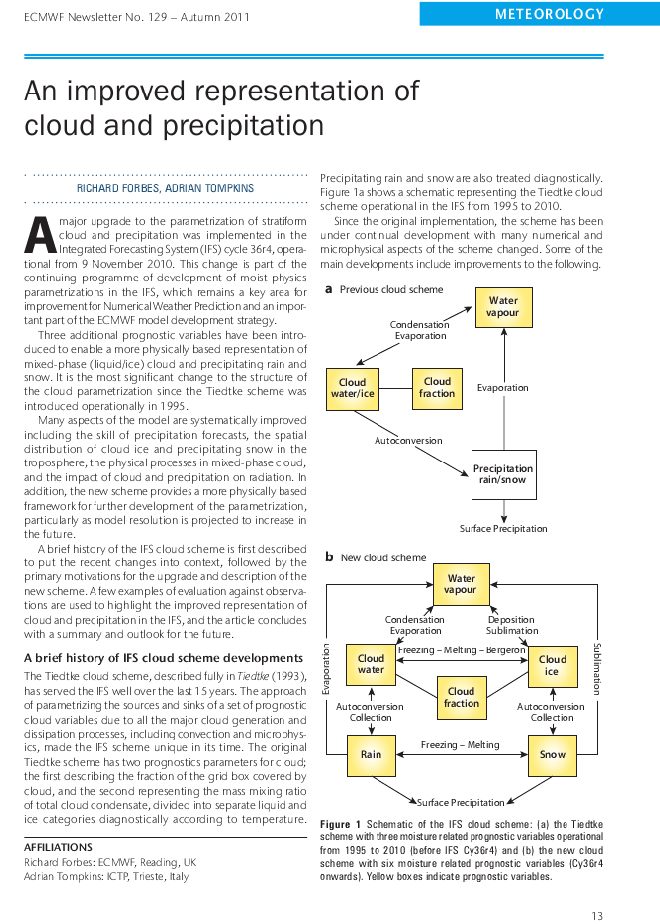 ECMWF Newsletter No. 129 – Autumn 2011
METEOROLOGY
An improved representation of
cloud and precipitation
RICHARD FORBES, ADRIAN TOMPKINS
A major upgrade to the parametrization of stratiform
cloud and precipitation was implemented in the
Integrated Forecasting System (IFS) cycle 36r4, opera-
tional from 9 November 2010. This change is part of the
continuing programme of development of moist physics
parametrizations in the IFS, which remains a key area for
improvement for Numerical Weather Prediction and an impor-
tant part of the ECMWF model development strategy.
Three additional prognostic variables have been intro-
duced to enable a more physically based representation of
mixed-phase (liquid/ice) cloud and precipitating rain and
snow. It is the most significant change to the structure of
the cloud parametrization since the Tiedtke scheme was
introduced operationally in 1995.
Many aspects of the model are systematically improved
including the skill of precipitation forecasts, the spatial
distribution of cloud ice and precipitating snow in the
troposphere, the physical processes in mixed-phase cloud,
and the impact of cloud and precipitation on radiation. In
addition, the new scheme provides a more physically based
framework for further development of the parametrization,
particularly as model resolution is projected to increase in
the future.
A brief history of the IFS cloud scheme is first described
to put the recent changes into context, followed by the
primary motivations for the upgrade and description of the
new scheme. A few examples of evaluation against observa-
tions are used to highlight the improved representation of
cloud and precipitation in the IFS, and the article concludes
with a summary and outlook for the future.
A brief history of IFS cloud scheme developments
The Tiedtke cloud scheme, described fully in Tiedtke (1993),
has served the IFS well over the last 15 years. The approach
of parametrizing the sources and sinks of a set of prognostic
cloud variables due to all the major cloud generation and
dissipation processes, including convection and microphys-
ics, made the IFS scheme unique in its time. The original
Tiedtke scheme has two prognostics parameters for cloud;
the first describing the fraction of the grid box covered by
cloud, and the second representing the mass mixing ratio
of total cloud condensate, divided into separate liquid and
ice categories diagnostically according to temperature.
AFFILIATIONS
Richard Forbes: ECMWF, Reading, UK
Adrian Tompkins: ICTP, Trieste, Italy
Precipitating rain and snow are also treated diagnostically.
Figure 1a shows a schematic representing the Tiedtke cloud
scheme operational in the IFS from 1995 to 2010.
Since the original implementation, the scheme has been
under continual development with many numerical and
microphysical aspects of the scheme changed. Some of the
main developments include improvements to the following.
a Previous cloud scheme
Water
vapour
Condensation
Evaporation
Cloud
water/ice
Cloud
fraction
Evaporation
Autoconversion
Precipitation
rain/snow
Surface Precipitation
b New cloud scheme
Water
vapour
Condensation
Evaporation
Deposition
Sublimation
Freezing – Melting – Bergeron
Cloud
water
Cloud
ice
Evaporation
Sublimation
Cloud
fraction
Autoconversion
Collection
Autoconversion
Collection
Rain
Freezing – Melting
Snow
Surface Precipitation
Figure 1 Schematic of the IFS cloud scheme: (a) the Tiedtke
scheme with three moisture related prognostic variables operational
from 1995 to 2010 (before IFS Cy36r4) and (b) the new cloud
scheme with six moisture related prognostic variables (Cy36r4
onwards). Yellow boxes indicate prognostic variables.
13